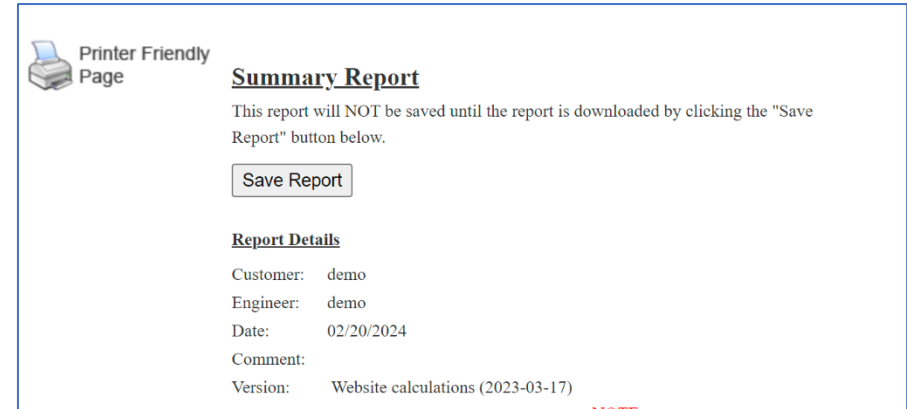 Printer Friendly
Page
Summary Report
This report will NOT be saved until the report is downloaded by clicking the "Save
Report" button below.
Save Report
Report Details
Customer: demo
Engineer: demo
Date: 02/20/2024
Comment:
Version: Website calculations (2023-03-17)